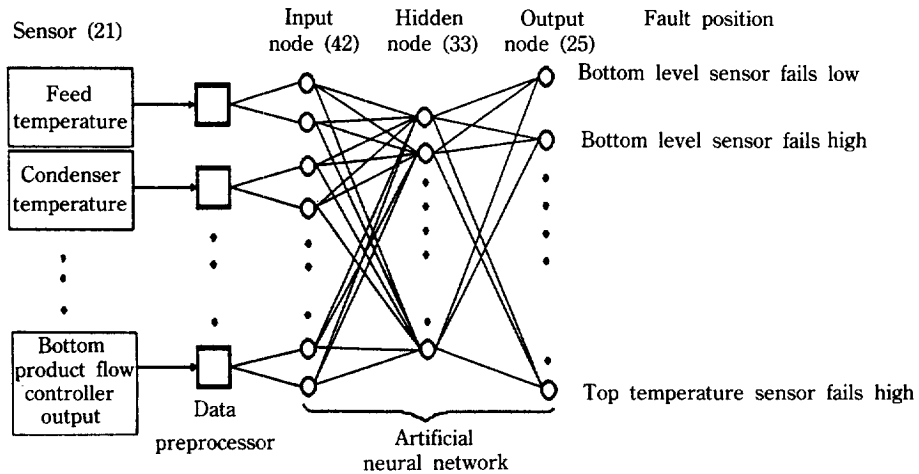 Sensor (21)
Input
node (42)
Hidden
node (33)
Output
node (25)
Fault position
Feed
temperature
Condenser
temperature
Bottom
product flow
controller
output
Data
preprocessor
Artificial
neural network
Bottom level sensor fails low
Bottom level sensor fails high
Top temperature sensor fails high